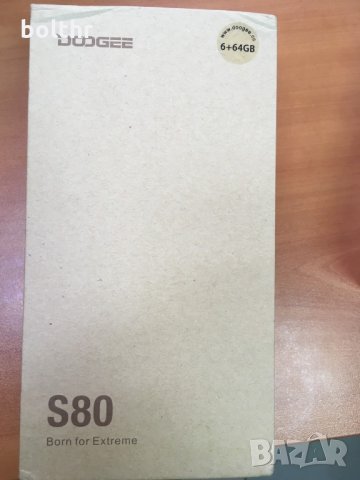 bolthr
DOOGEE
www.doogee.cc
6+64GB
S80
Born for Extreme
BAZAR